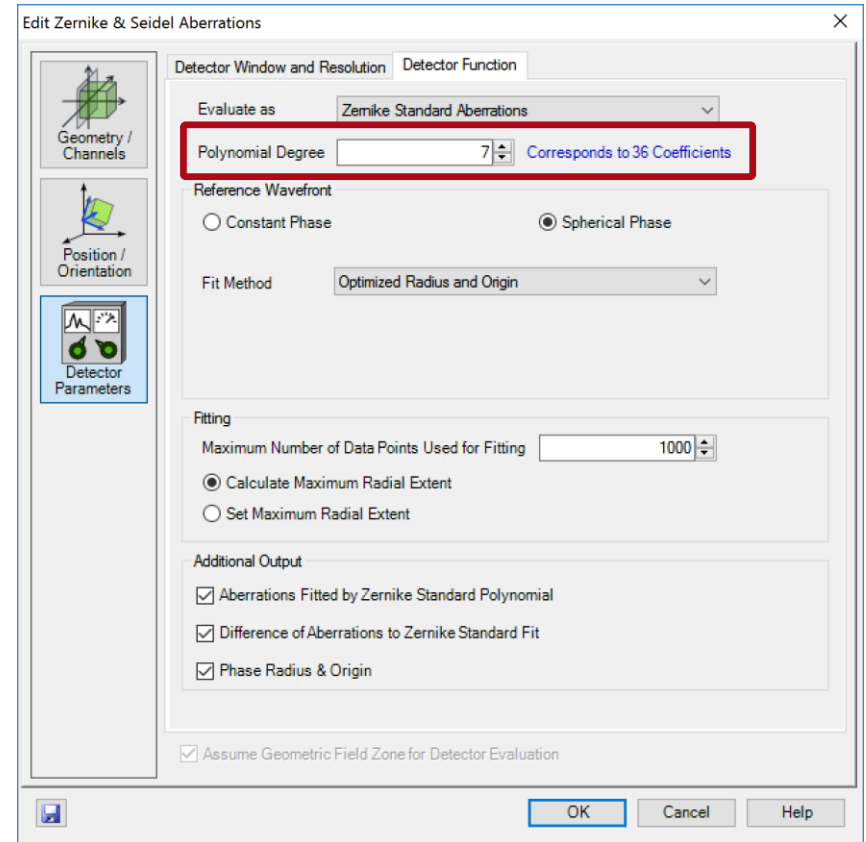 Edit Zernike & Seidel Aberrations
Geometry /
Channels
Position /
Orientation
Detector
Parameters
Detector Window and Resolution
Detector Function
Evaluate as
Zernike Standard Aberrations
Polynomial Degree
7
Corresponds to 36 Coefficients
Reference Wavefront
Constant Phase
Spherical Phase
Fit Method
Optimized Radius and Origin
Fitting
Maximum Number of Data Points Used for Fitting
1000
Calculate Maximum Radial Extent
Set Maximum Radial Extent
Additional Output
Aberrations Fitted by Zernike Standard Polynomial
Difference of Aberrations to Zernike Standard Fit
Phase Radius & Origin
Assume Geometric Field Zone for Detector Evaluation
OK
Cancel
Help